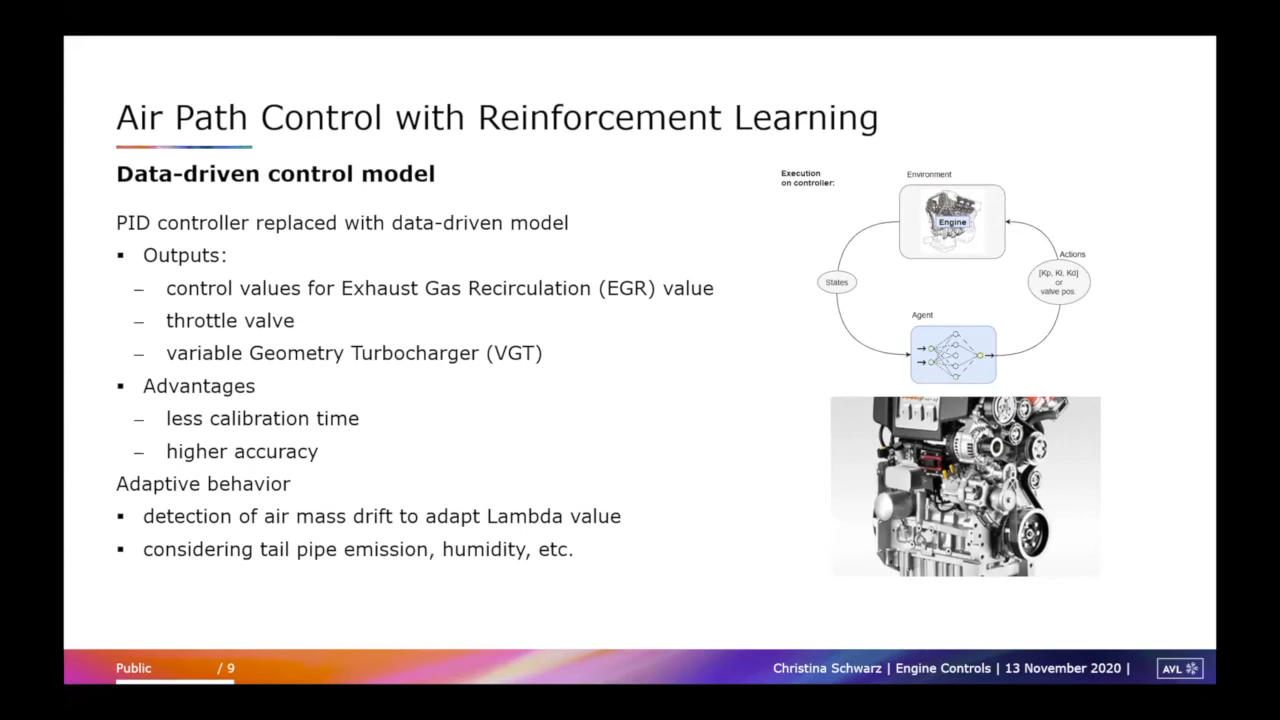 Air Path Control with Reinforcement Learning
Data-driven control model
PID controller replaced with data-driven model
▪ Outputs:
– control values for Exhaust Gas Recirculation (EGR) value
– throttle valve
– variable Geometry Turbocharger (VGT)
▪ Advantages
– less calibration time
– higher accuracy
Adaptive behavior
▪ detection of air mass drift to adapt Lambda value
▪ considering tail pipe emission, humidity, etc.
Execution
on controller:
Environment
Engine
Actions
[Kp, Ki, Kd]
or
valve pos.
States
Agent
Public / 9
Christina Schwarz | Engine Controls | 13 November 2020 |
AVL